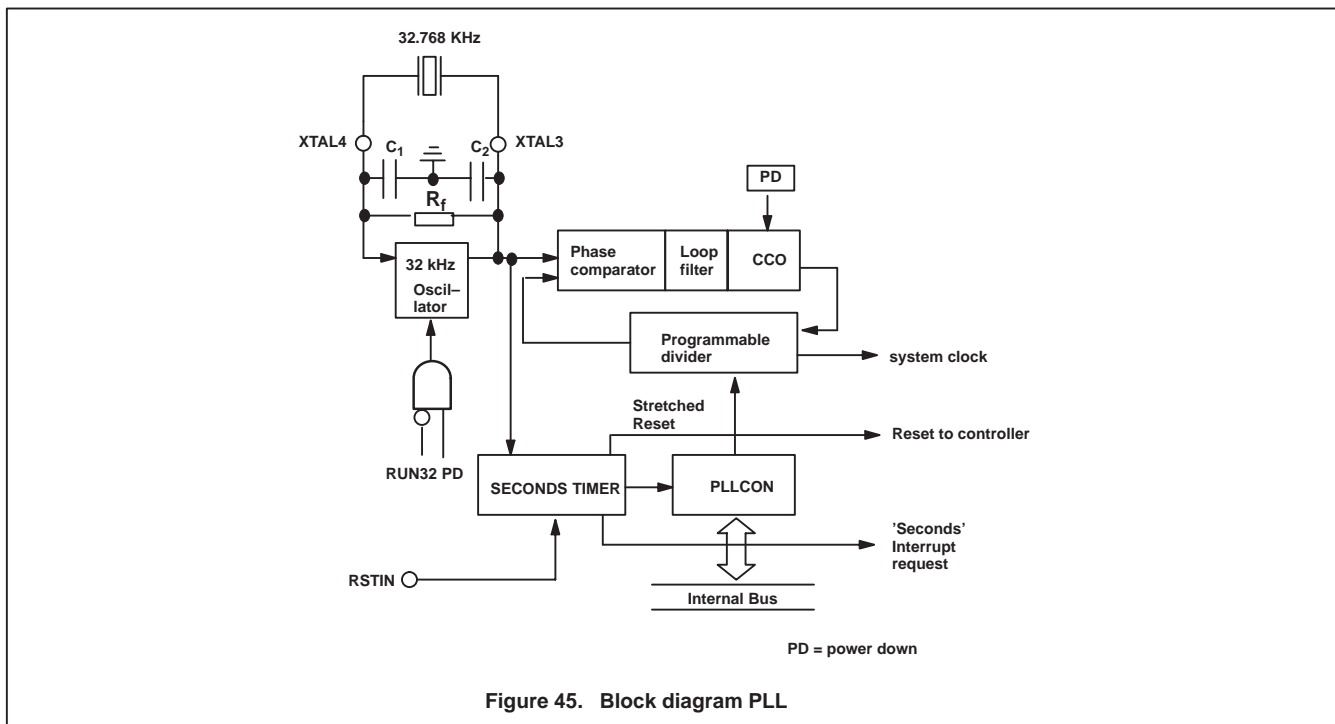 32.768 KHz
XTAL4
XTAL3
C1
C2
Rf
PD
32 kHz
Oscil–
lator
Phase
comparator
Loop
filter
CCO
Programmable
divider
system clock
Stretched
Reset
Reset to controller
RUN32 PD
SECONDS TIMER
PLLCON
'Seconds'
Interrupt
request
RSTIN
Internal Bus
PD = power down
Figure 45. Block diagram PLL